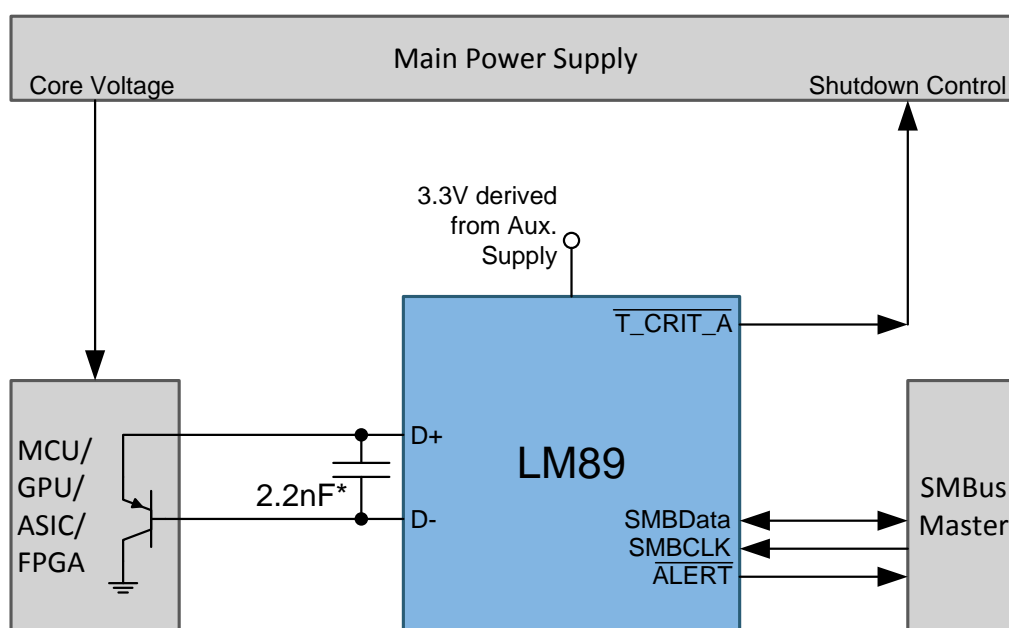 Main Power Supply
Core Voltage
Shutdown Control
3.3V derived
from Aux.
Supply
T_CRIT_A
MCU/
GPU/
ASIC/
FPGA
D+
2.2nF*
D-
LM89
SMBData
SMBCLK
ALERT
SMBus
Master